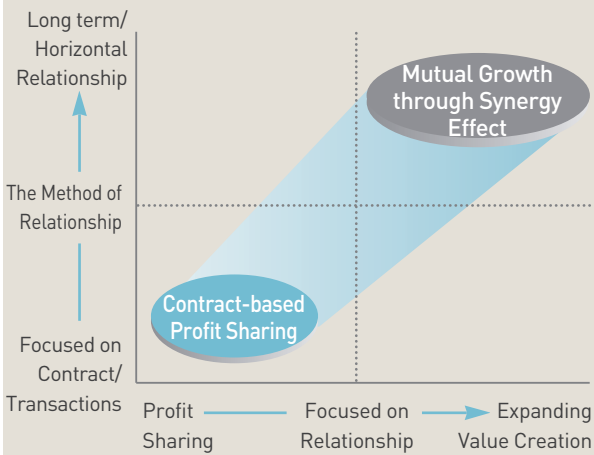 Long term/
Horizontal
Relationship
The Method of
Relationship
Focused on
Contract/
Transactions
Mutual Growth
through Synergy
Effect
Contract-based
Profit Sharing
Profit
Sharing
Focused on
Relationship
Expanding
Value Creation